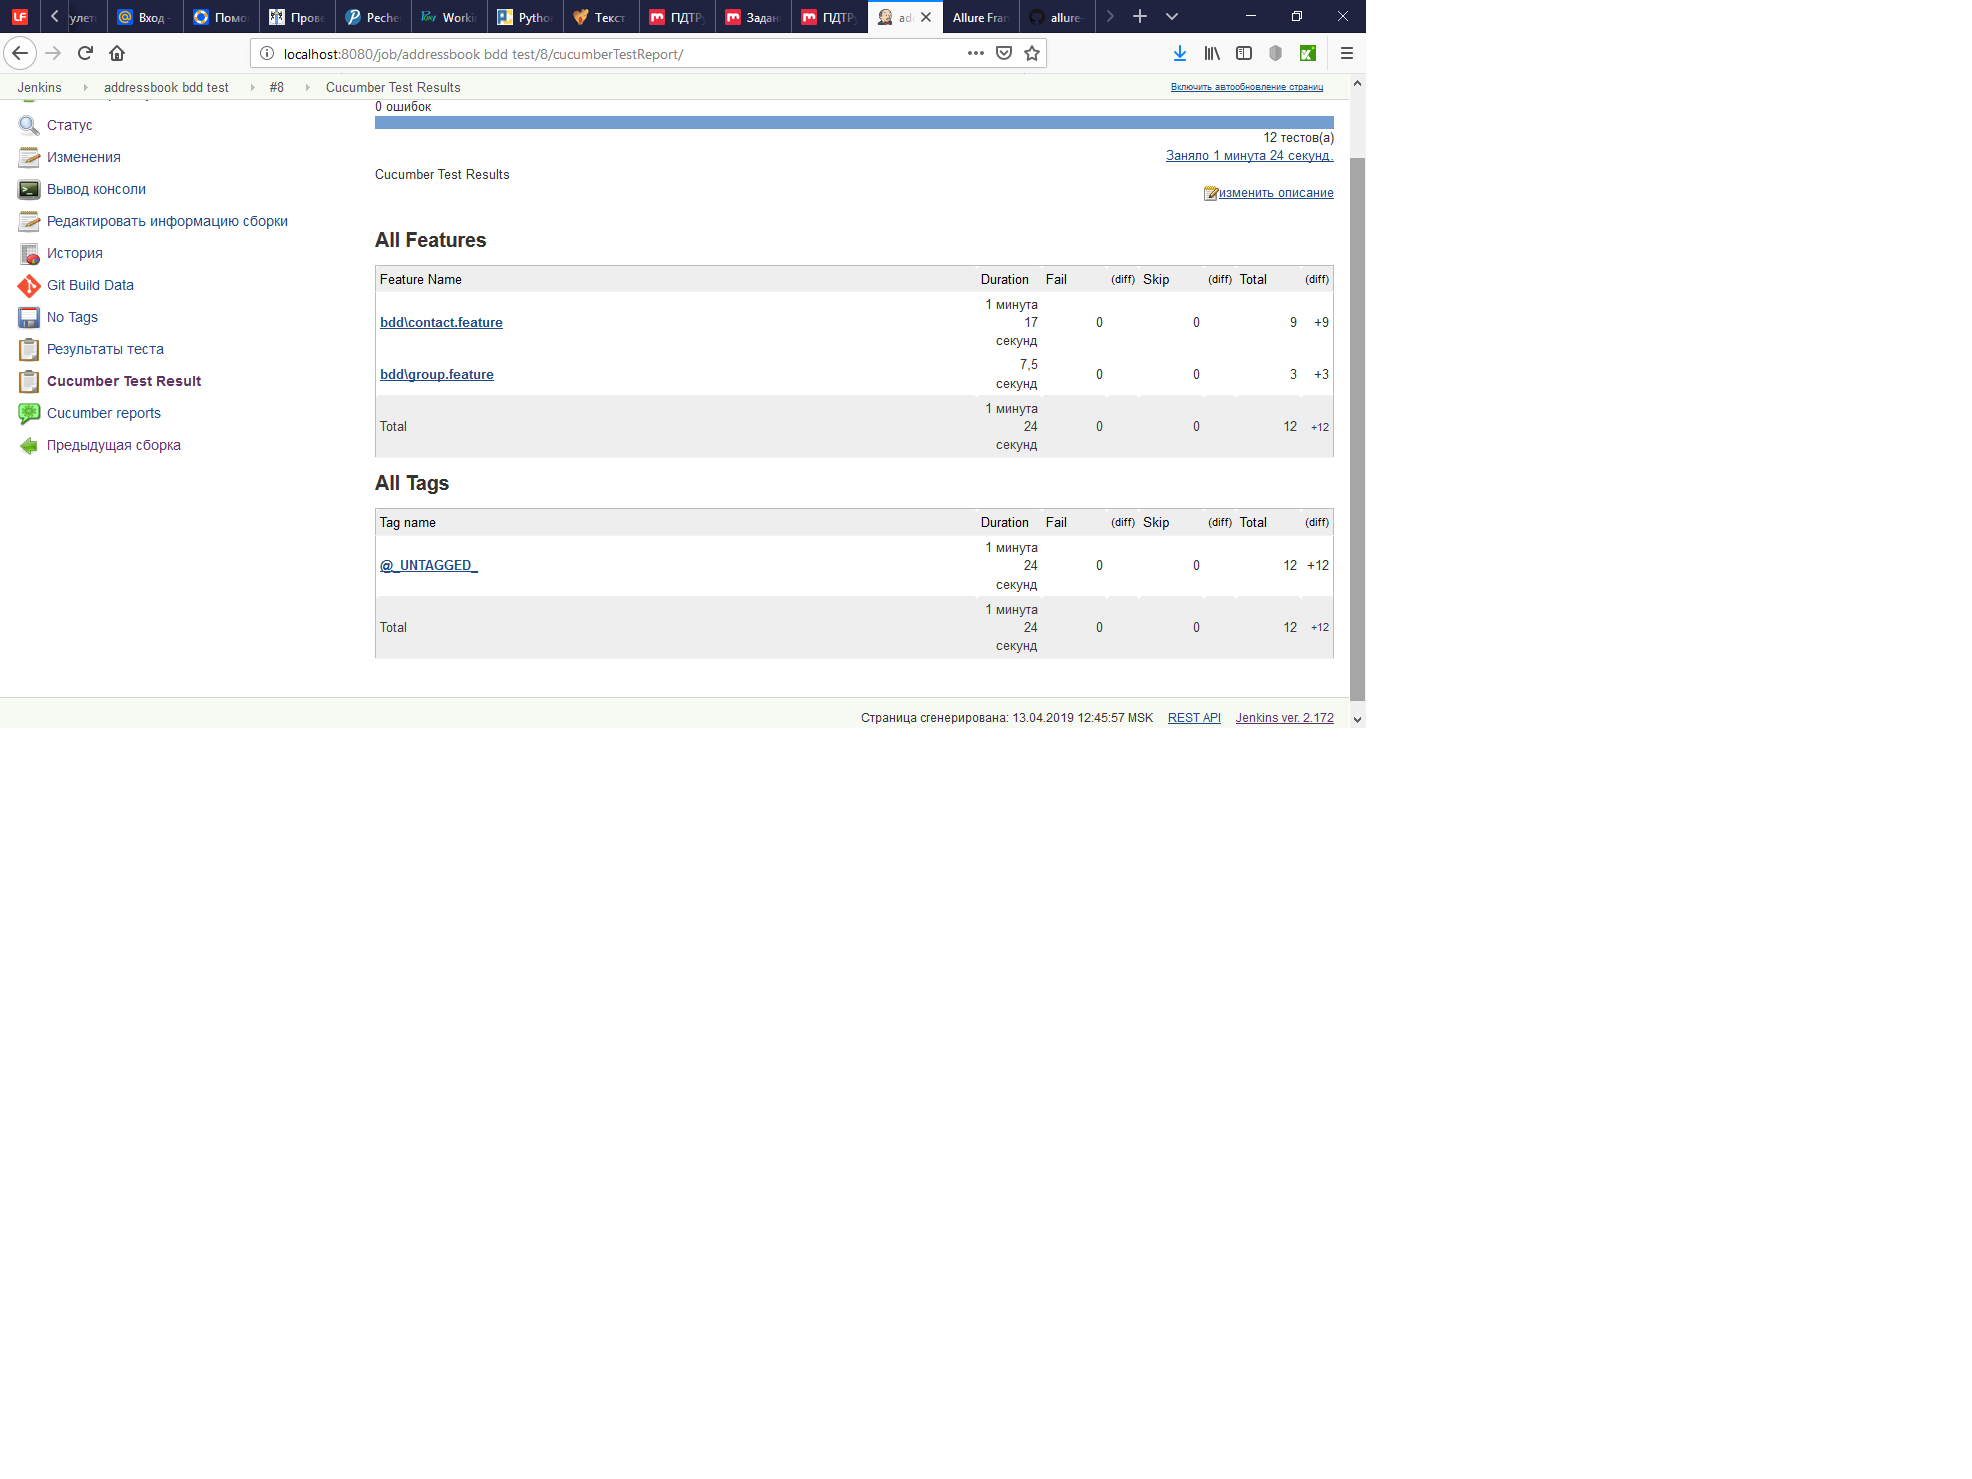 улет
Вход -
Помо
Прове
Peche
Workin
Python
Текст
ПДТР
Задан
ПДТР
ad
Allure Fran
allure-
localhost:8080/job/addressbook bdd test/8/cucumberTestReport/
Jenkins addressbook bdd test #8 Cucumber Test Results
Включить автообновление страниц
Статус
Изменения
Вывод консоли
Редактировать информацию сборки
История
Git Build Data
No Tags
Результаты теста
Cucumber Test Result
Cucumber reports
Предыдущая сборка
0 ошибок
12 тестов(а)
Заняло 1 минута 24 секунд.
Cucumber Test Results
изменить описание
All Features
Feature Name Duration Fail (diff) Skip (diff) Total (diff)
bdd\contact.feature 1 минута 17 секунд 0 0 9 +9
bdd\group.feature 7,5 секунд 0 0 3 +3
Total 1 минута 24 секунд 0 0 12 +12
All Tags
Tag name Duration Fail (diff) Skip (diff) Total (diff)
@_UNTAGGED_ 1 минута 24 секунд 0 0 12 +12
Total 1 минута 24 секунд 0 0 12 +12
Страница сгенерирована: 13.04.2019 12:45:57 MSK REST API Jenkins ver. 2.172